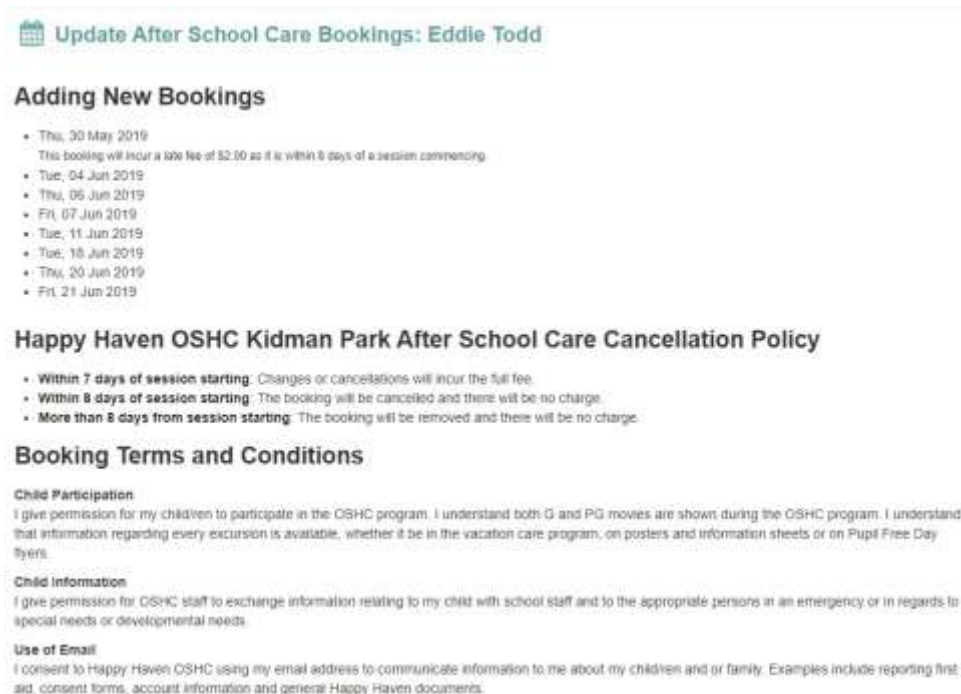 Update After School Care Bookings: Eddie Todd
Adding New Bookings
• Thu, 30 May 2019
This booking will incur a late fee of $2.00 as it is within 8 days of a session commencing.
• Tue, 04 Jun 2019
• Thu, 06 Jun 2019
• Fri, 07 Jun 2019
• Tue, 11 Jun 2019
• Tue, 18 Jun 2019
• Thu, 20 Jun 2019
• Fri, 21 Jun 2019
Happy Haven OSHC Kidman Park After School Care Cancellation Policy
• Within 7 days of session starting: Changes or cancellations will incur the full fee.
• Within 8 days of session starting: The booking will be cancelled and there will be no charge.
• More than 8 days from session starting: The booking will be removed and there will be no charge.
Booking Terms and Conditions
Child Participation
I give permission for my child/ren to participate in the OSHC program. I understand both G and PG movies are shown during the OSHC program. I understand
that information regarding every excursion is available, whether it be in the vacation care program, on posters and information sheets or on Pupil Free Day
flyers.
Child Information
I give permission for OSHC staff to exchange information relating to my child with school staff and to the appropriate persons in an emergency or in regards to
special needs or developmental needs.
Use of Email
I consent to Happy Haven OSHC using my email address to communicate information to me about my child/ren and or family. Examples include reporting first
aid, consent forms, account information and general Happy Haven documents.